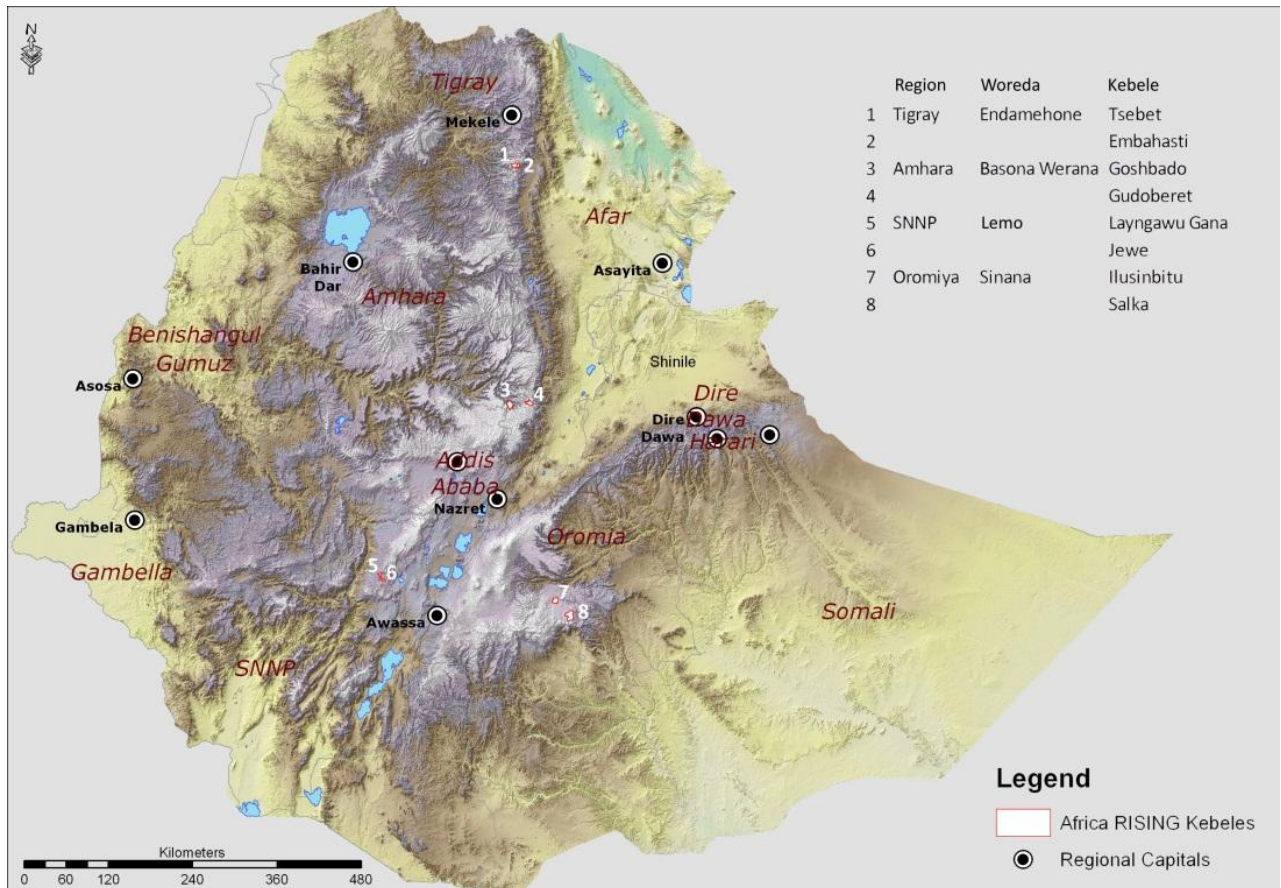 N
Region Woreda Kebele
1 Tigray Endamehone Tsebet
2 Embahasti
3 Amhara Basona Werana Goshbado
4 Gudoberet
5 SNNP Lemo Layngawu Gana
6 Jewe
7 Oromiya Sinana Ilusinbitu
8 Salka
Tigray
Mekele
1
2
Afar
Asayita
Bahir
Dar
Amhara
Benishangul
Gumuz
Asosa
Shinile
3
4
Dire
Dawa
Dire
Dawa
Harari
Addis
Ababa
Nazret
Gambela
Oromia
Gambella
5
6
7
8
Awassa
Somali
SNNP
Legend
Africa RISING Kebeles
Regional Capitals
Kilometers
0 60 120 240 360 480